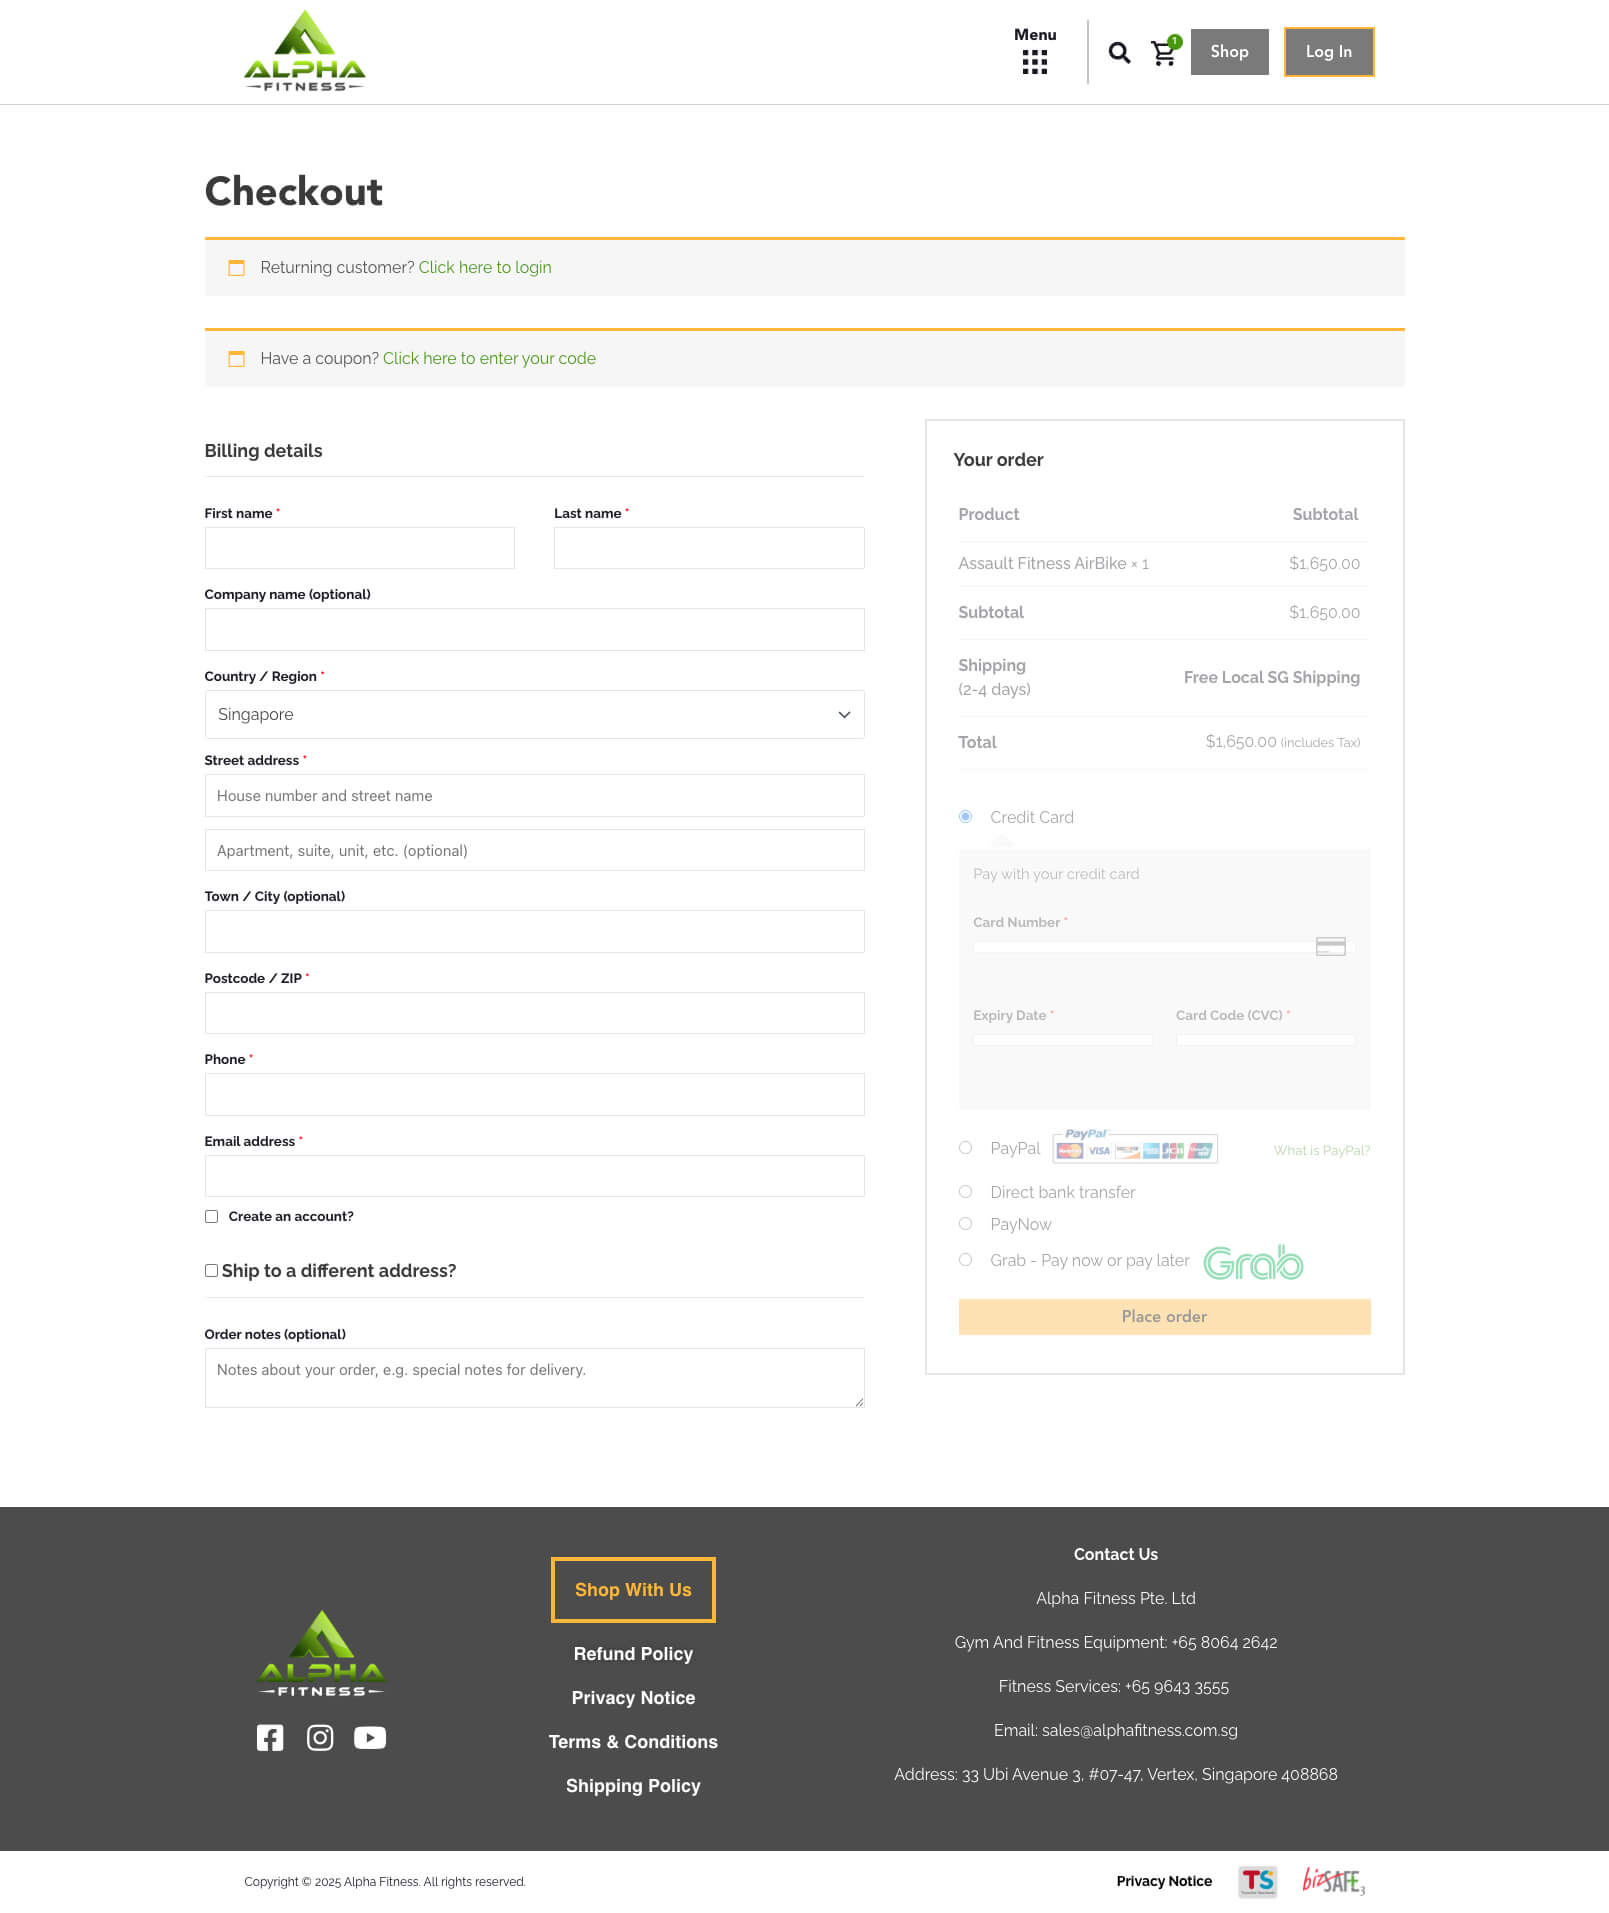 ALPHA
FITNESS
Menu
1
Shop
Log In
Checkout
Returning customer? Click here to login
Have a coupon? Click here to enter your code
Billing details
First name *
Last name *
Company name (optional)
Country / Region *
Singapore
Street address *
House number and street name
Apartment, suite, unit, etc. (optional)
Town / City (optional)
Postcode / ZIP *
Phone *
Email address *
Create an account?
Ship to a different address?
Order notes (optional)
Notes about your order, e.g. special notes for delivery.
Your order
Product Subtotal
Assault Fitness AirBike × 1 $1,650.00
Subtotal $1,650.00
Shipping
(2-4 days)
Free Local SG Shipping
Total $1,650.00 (includes Tax)
Credit Card
Pay with your credit card
Card Number *
Expiry Date *
Card Code (CVC) *
PayPal
PayPal
VISA
What is PayPal?
Direct bank transfer
PayNow
Grab - Pay now or pay later Grab
Place order
ALPHA
FITNESS
Shop With Us
Refund Policy
Privacy Notice
Terms & Conditions
Shipping Policy
Contact Us
Alpha Fitness Pte. Ltd
Gym And Fitness Equipment: +65 8064 2642
Fitness Services: +65 9643 3555
Email: sales@alphafitness.com.sg
Address: 33 Ubi Avenue 3, #07-47, Vertex, Singapore 408868
Copyright © 2025 Alpha Fitness. All rights reserved.
Privacy Notice
TS
bizSAFE3